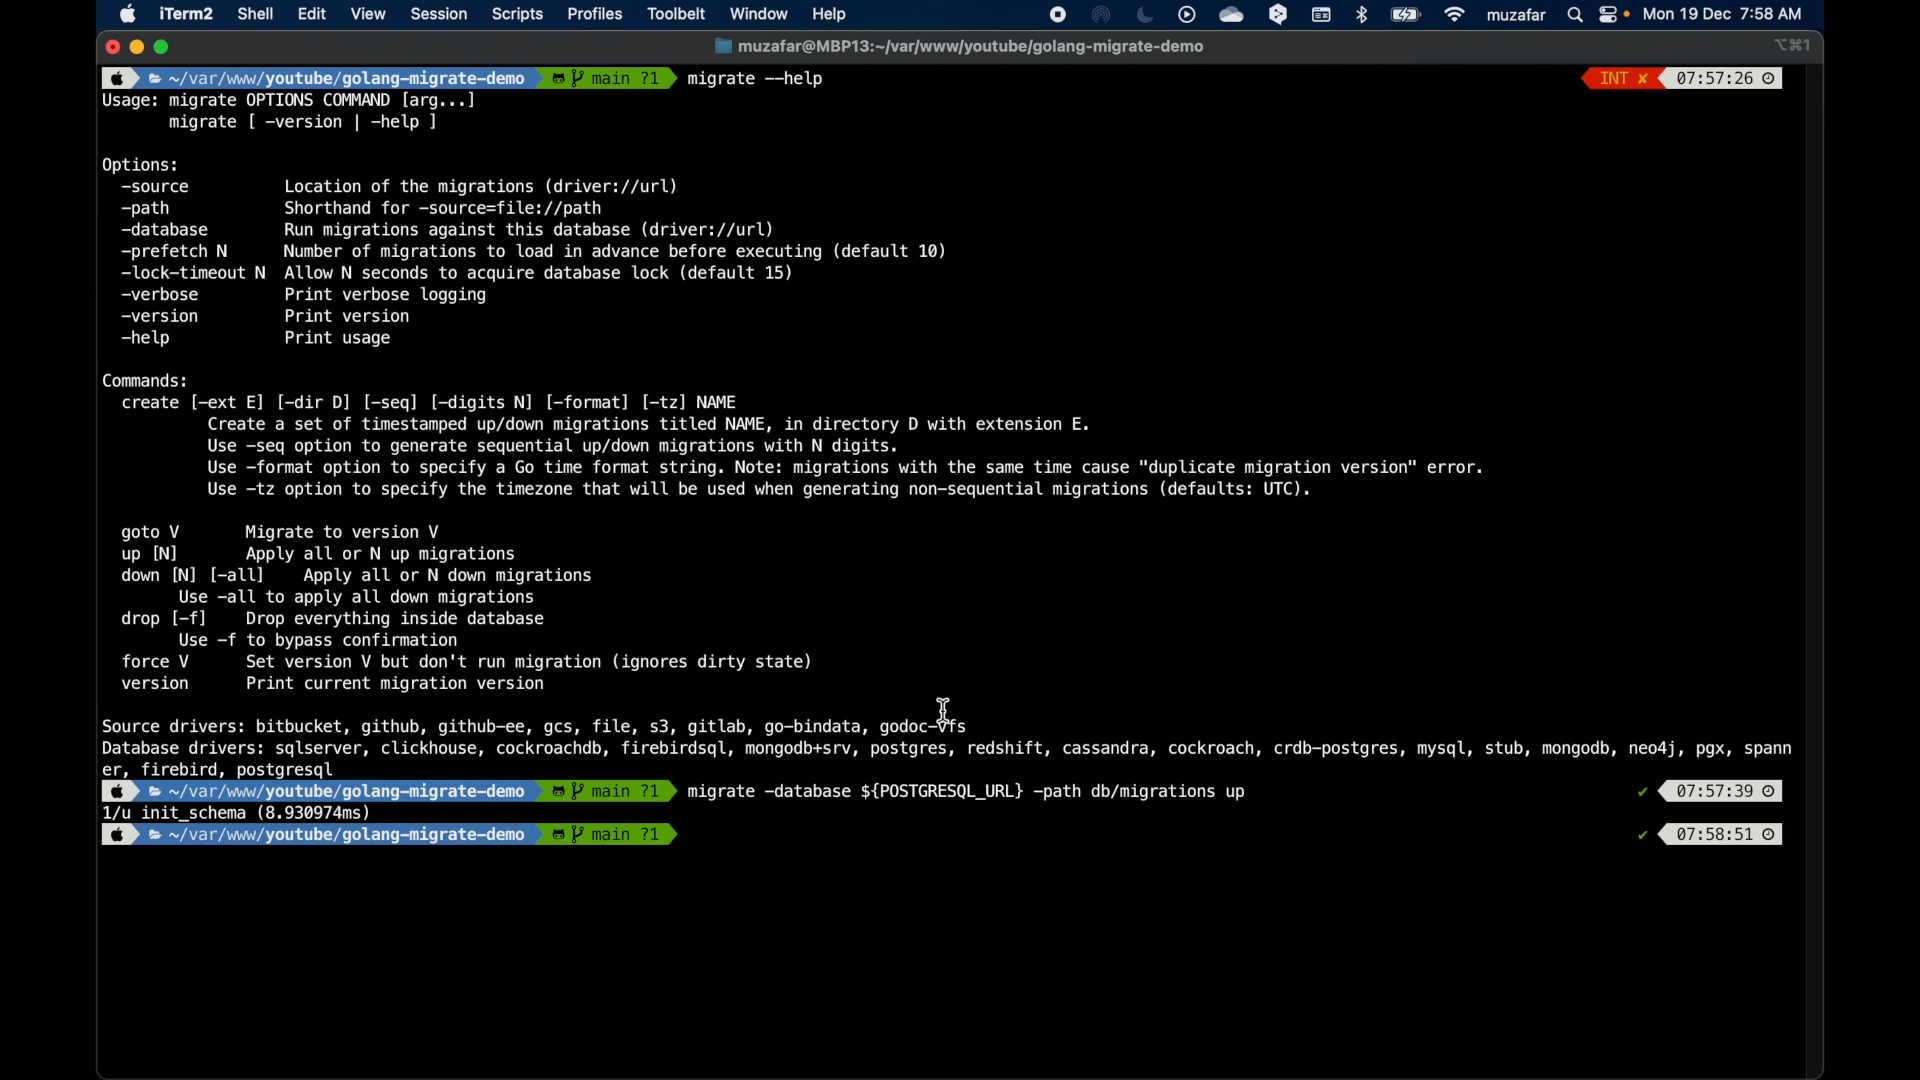 iTerm2 Shell Edit View Session Scripts Profiles Toolbelt Window Help muzafar Mon 19 Dec 7:58 AM
muzafar@MBP13:~/var/www/youtube/golang-migrate-demo ⌥⌘1
~/var/www/youtube/golang-migrate-demo main ?1 migrate --help INT ✘ 07:57:26
Usage: migrate OPTIONS COMMAND [arg...]
migrate [ -version | -help ]
Options:
-source Location of the migrations (driver://url)
-path Shorthand for -source=file://path
-database Run migrations against this database (driver://url)
-prefetch N Number of migrations to load in advance before executing (default 10)
-lock-timeout N Allow N seconds to acquire database lock (default 15)
-verbose Print verbose logging
-version Print version
-help Print usage
Commands:
create [-ext E] [-dir D] [-seq] [-digits N] [-format] [-tz] NAME
Create a set of timestamped up/down migrations titled NAME, in directory D with extension E.
Use -seq option to generate sequential up/down migrations with N digits.
Use -format option to specify a Go time format string. Note: migrations with the same time cause "duplicate migration version" error.
Use -tz option to specify the timezone that will be used when generating non-sequential migrations (defaults: UTC).
goto V Migrate to version V
up [N] Apply all or N up migrations
down [N] [-all] Apply all or N down migrations
Use -all to apply all down migrations
drop [-f] Drop everything inside database
Use -f to bypass confirmation
force V Set version V but don't run migration (ignores dirty state)
version Print current migration version
Source drivers: bitbucket, github, github-ee, gcs, file, s3, gitlab, go-bindata, godoc-vfs
Database drivers: sqlserver, clickhouse, cockroachdb, firebirdsql, mongodb+srv, postgres, redshift, cassandra, cockroach, crdb-postgres, mysql, stub, mongodb, neo4j, pgx, spann
er, firebird, postgresql
~/var/www/youtube/golang-migrate-demo main ?1 migrate -database ${POSTGRESQL_URL} -path db/migrations up ✔ 07:57:39
1/u init_schema (8.930974ms)
~/var/www/youtube/golang-migrate-demo main ?1 ✔ 07:58:51